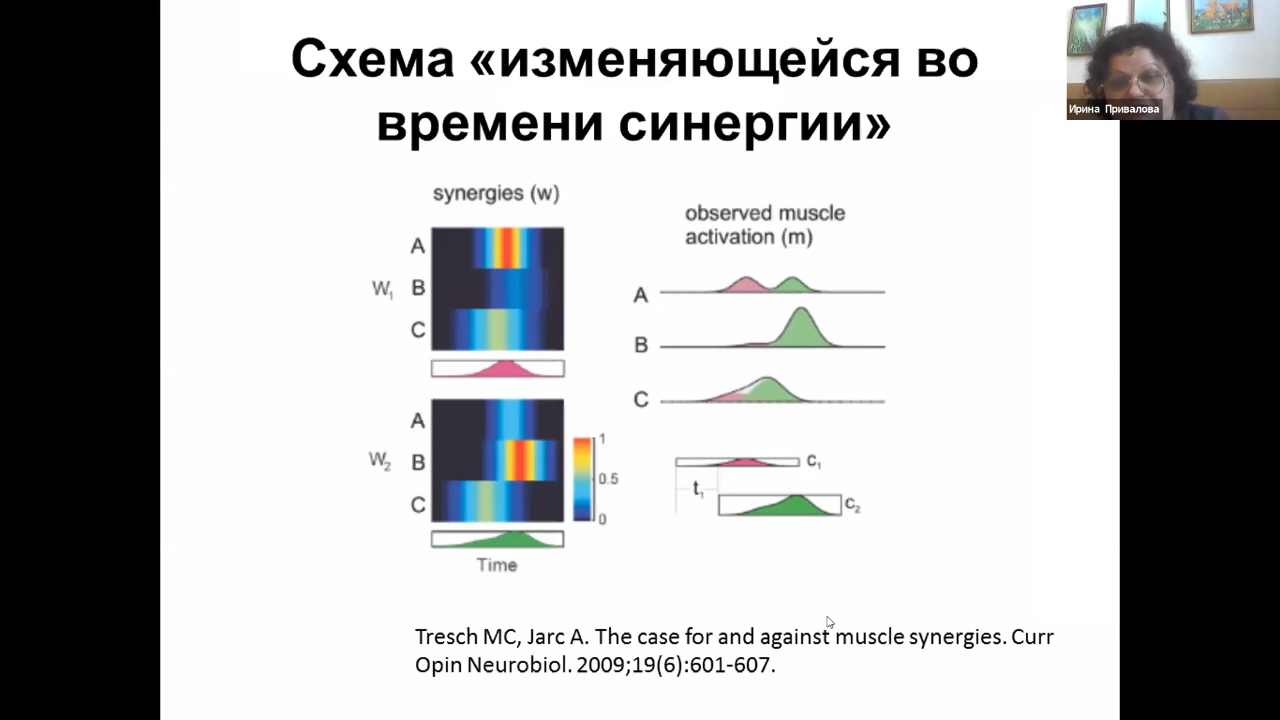 Схема «изменяющейся во
времени синергии»
Ирина Привалова
synergies (w)
W₁
A
B
C
W₂
A
B
C
1
0.5
0
Time
observed muscle
activation (m)
A
B
C
c₁
t₁
c₂
Tresch MC, Jarc A. The case for and against muscle synergies. Curr
Opin Neurobiol. 2009;19(6):601-607.